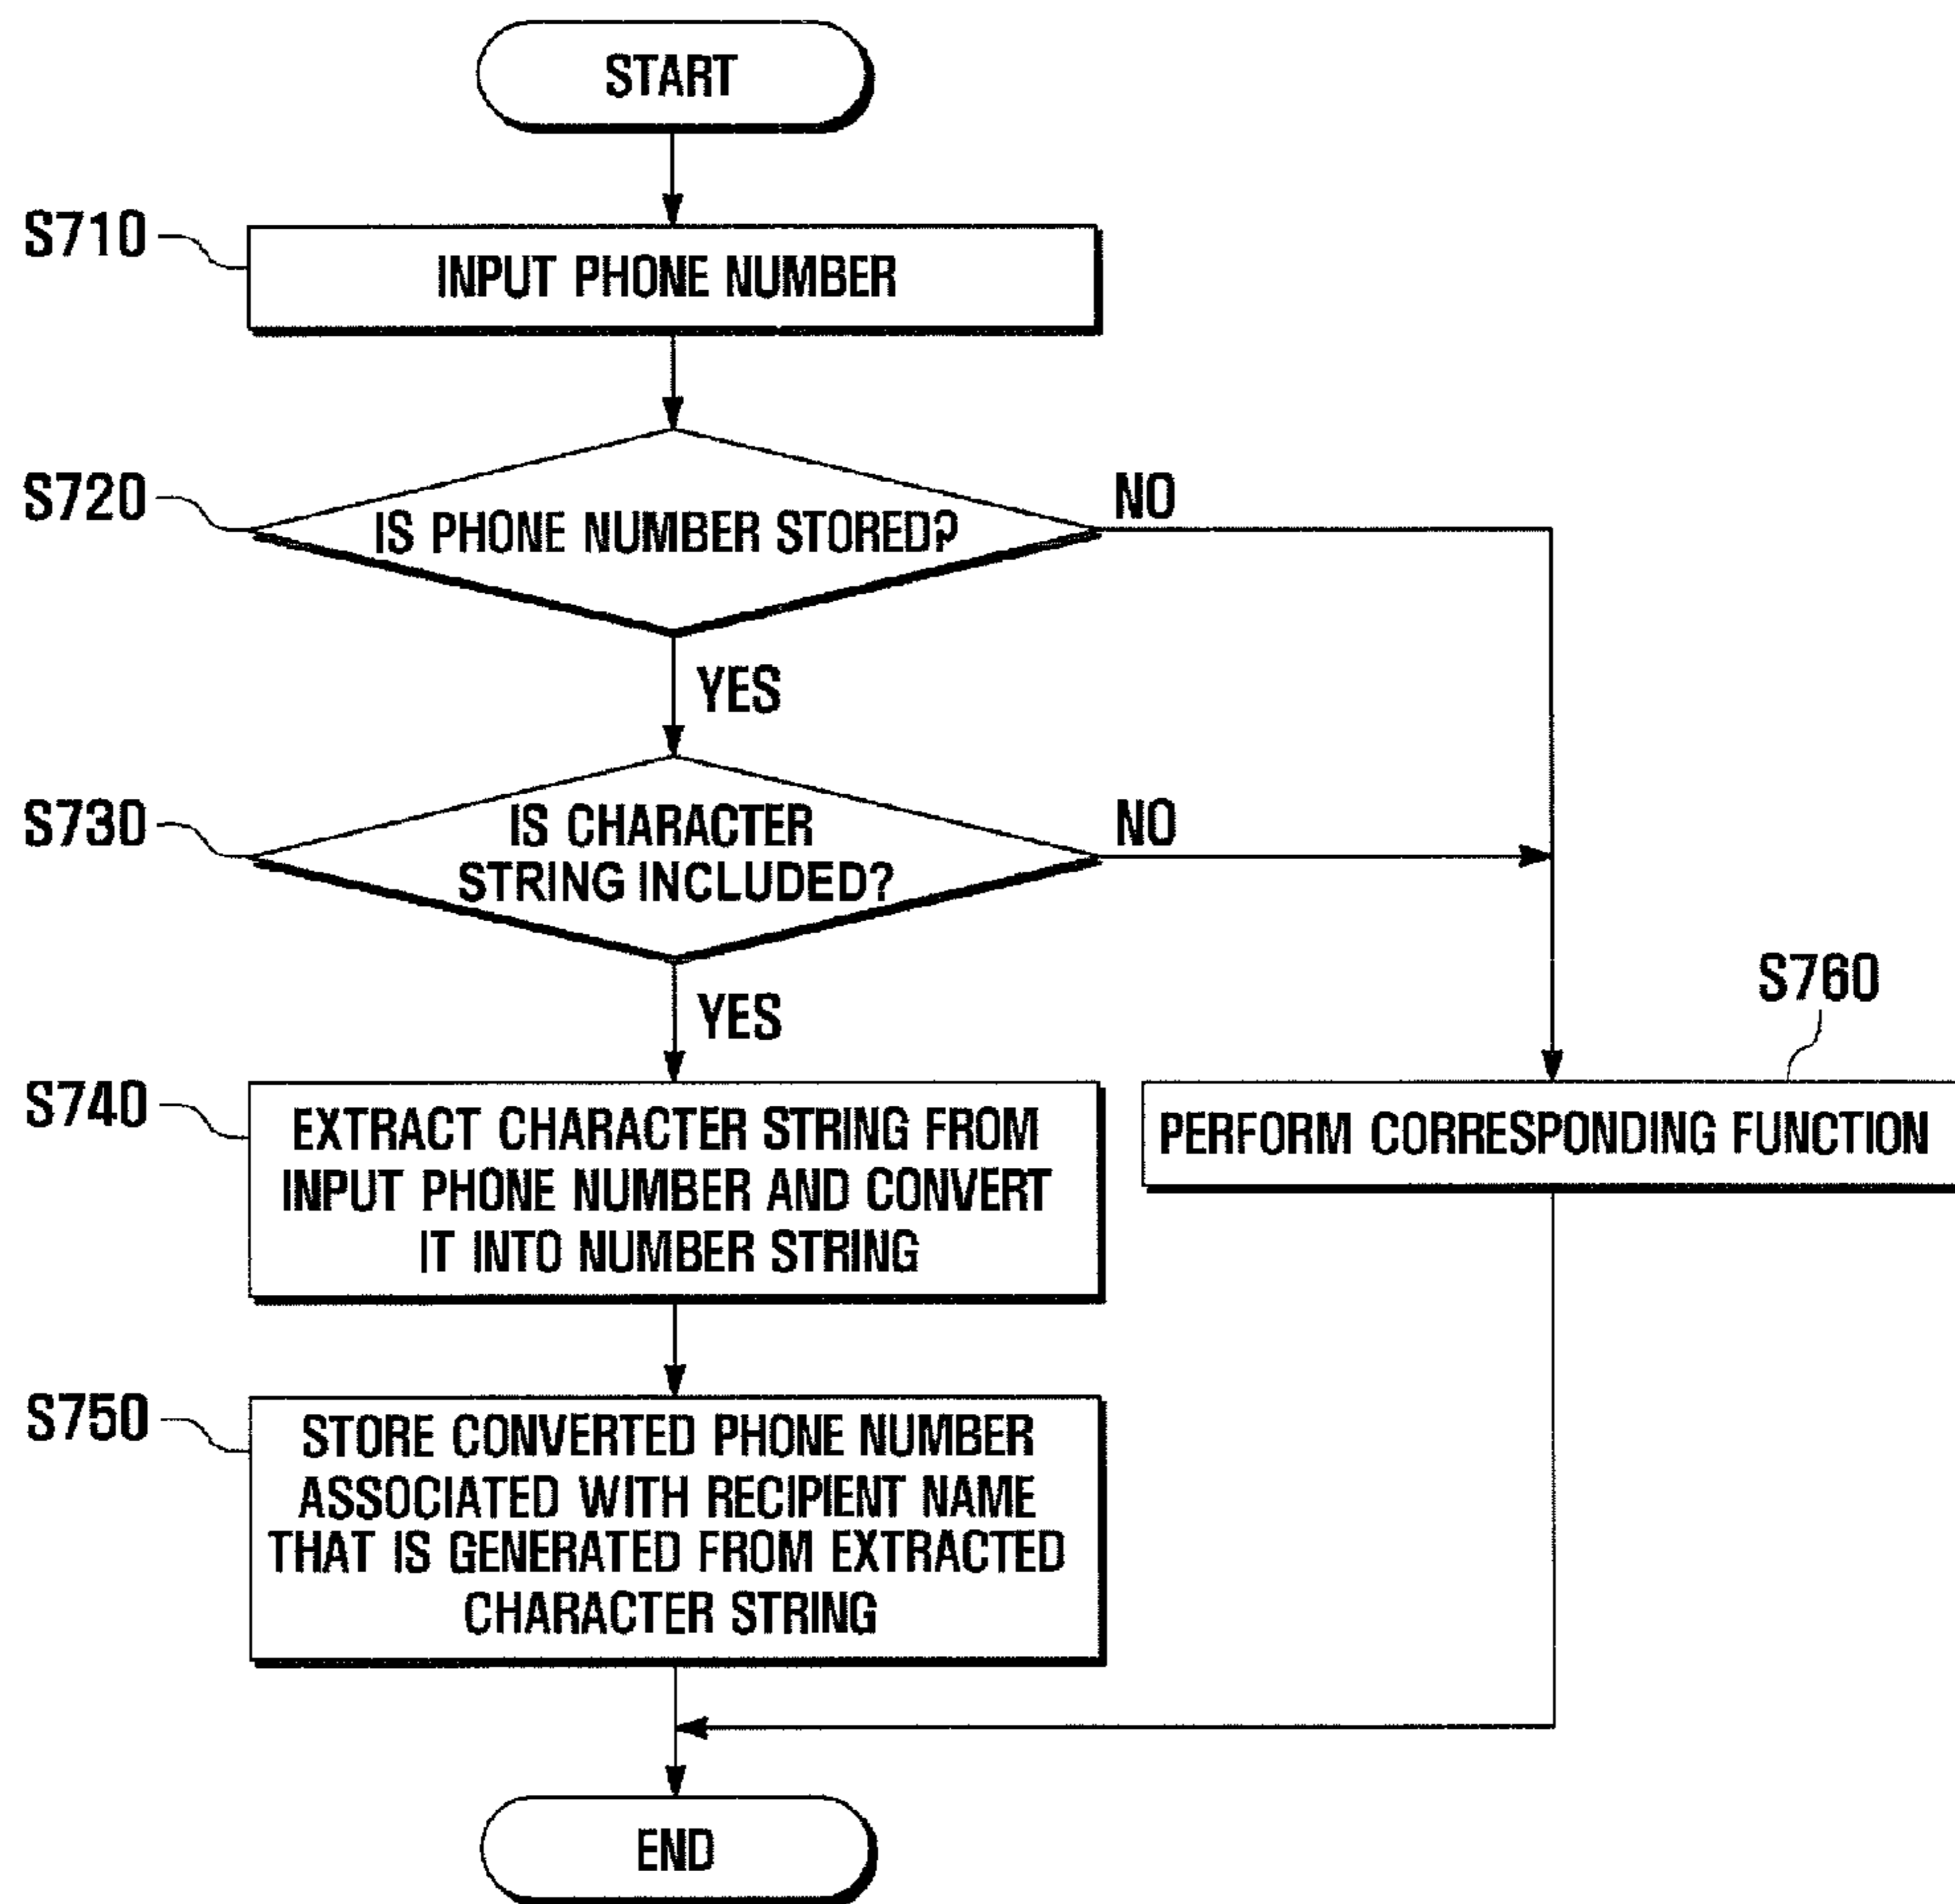 START
S710
INPUT PHONE NUMBER
S720
IS PHONE NUMBER STORED?
NO
YES
S730
IS CHARACTER
STRING INCLUDED?
NO
YES
S740
EXTRACT CHARACTER STRING FROM
INPUT PHONE NUMBER AND CONVERT
IT INTO NUMBER STRING
S760
PERFORM CORRESPONDING FUNCTION
S750
STORE CONVERTED PHONE NUMBER
ASSOCIATED WITH RECIPIENT NAME
THAT IS GENERATED FROM EXTRACTED
CHARACTER STRING
END